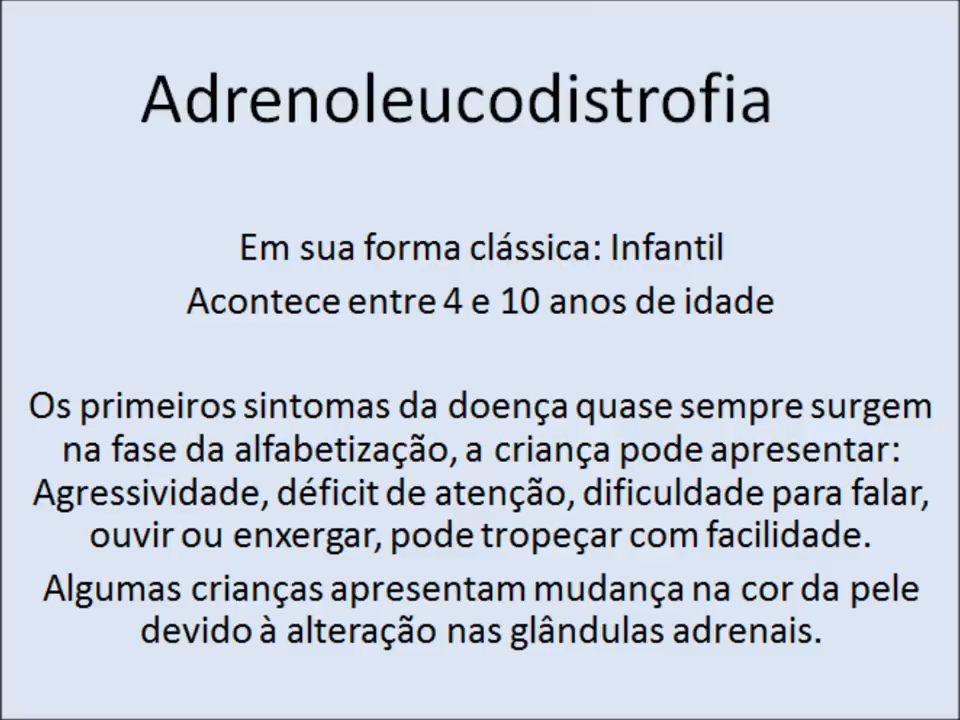 Adrenoleucodistrofia
Em sua forma clássica: Infantil
Acontece entre 4 e 10 anos de idade
Os primeiros sintomas da doença quase sempre surgem
na fase da alfabetização, a criança pode apresentar:
Agressividade, déficit de atenção, dificuldade para falar,
ouvir ou enxergar, pode tropeçar com facilidade.
Algumas crianças apresentam mudança na cor da pele
devido à alteração nas glândulas adrenais.